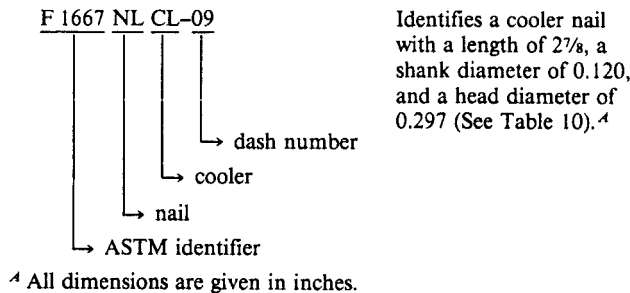 F 1667 NL CL–09
Identifies a cooler nail
with a length of 2⅞, a
shank diameter of 0.120,
and a head diameter of
0.297 (See Table 10).ᴬ
dash number
cooler
nail
ASTM identifier
ᴬ All dimensions are given in inches.